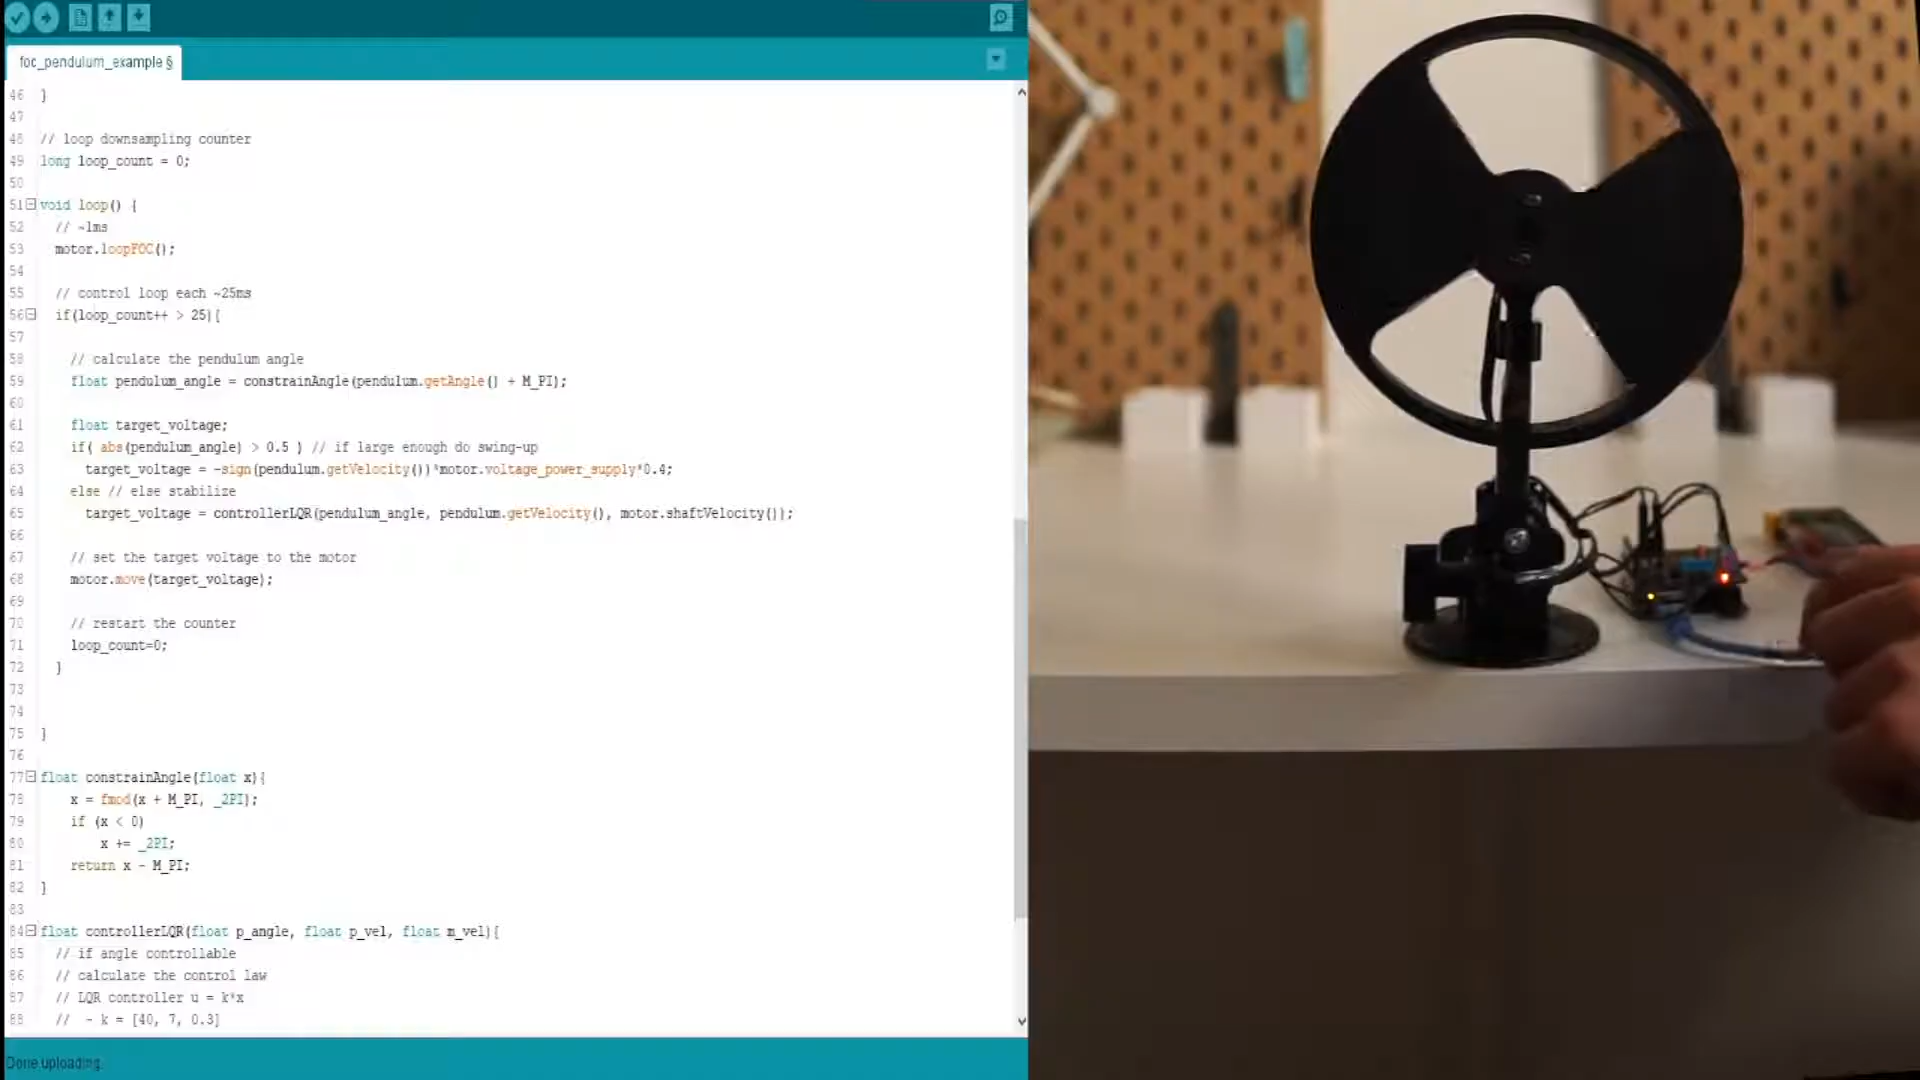 foc_pendulum_example §
46 }
47
48 // loop downsampling counter
49 long loop_count = 0;
50
51 void loop() {
52 // ~1ms
53 motor.loopFOC();
54
55 // control loop each ~25ms
56 if(loop_count++ > 25){
57
58 // calculate the pendulum angle
59 float pendulum_angle = constrainAngle(pendulum.getAngle() + M_PI);
60
61 float target_voltage;
62 if( abs(pendulum_angle) > 0.5 ) // if large enough do swing-up
63 target_voltage = -sign(pendulum.getVelocity())*motor.voltage_power_supply*0.4;
64 else // else stabilize
65 target_voltage = controllerLQR(pendulum_angle, pendulum.getVelocity(), motor.shaftVelocity());
66
67 // set the target voltage to the motor
68 motor.move(target_voltage);
69
70 // restart the counter
71 loop_count=0;
72 }
73
74
75 }
76
77 float constrainAngle(float x){
78 x = fmod(x + M_PI, _2PI);
79 if (x < 0)
80 x += _2PI;
81 return x - M_PI;
82 }
83
84 float controllerLQR(float p_angle, float p_vel, float m_vel){
85 // if angle controllable
86 // calculate the control law
87 // LQR controller u = k*x
88 // - k = [40, 7, 0.3]
Done uploading.